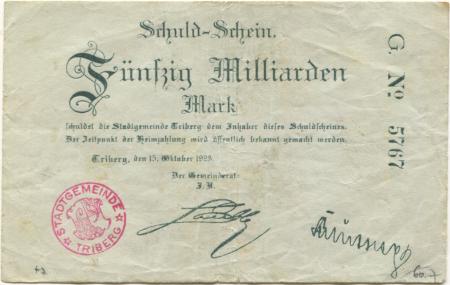 Schuld-Schein.
Fünfzig Milliarden
Mark
schuldet die Stadtgemeinde Triberg dem Inhaber dieses Schuldscheines.
Der Zeitpunkt der Heimzahlung wird öffentlich bekannt gemacht werden.
Triberg, den 15. Oktober 1923.
Der Gemeinderat:
J. V.
G. No 5767
STADTGEMEINDE
TRIBERG